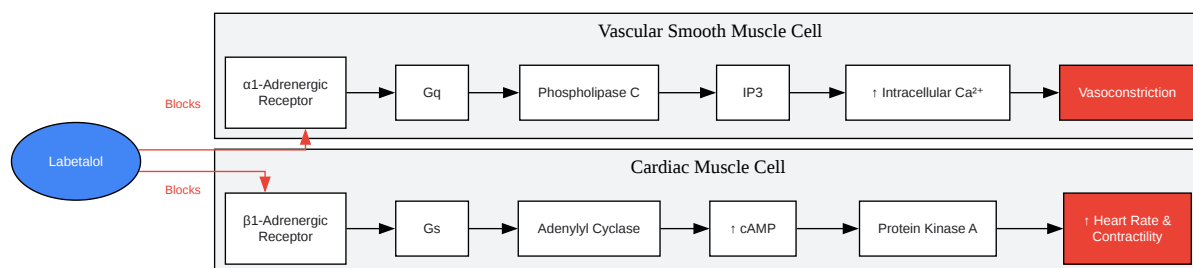 Vascular Smooth Muscle Cell
α1-Adrenergic
Receptor
Gq
Phospholipase C
IP3
↑ Intracellular Ca²⁺
Vasoconstriction
Blocks
Labetalol
Blocks
Cardiac Muscle Cell
β1-Adrenergic
Receptor
Gs
Adenylyl Cyclase
↑ cAMP
Protein Kinase A
↑ Heart Rate &
Contractility